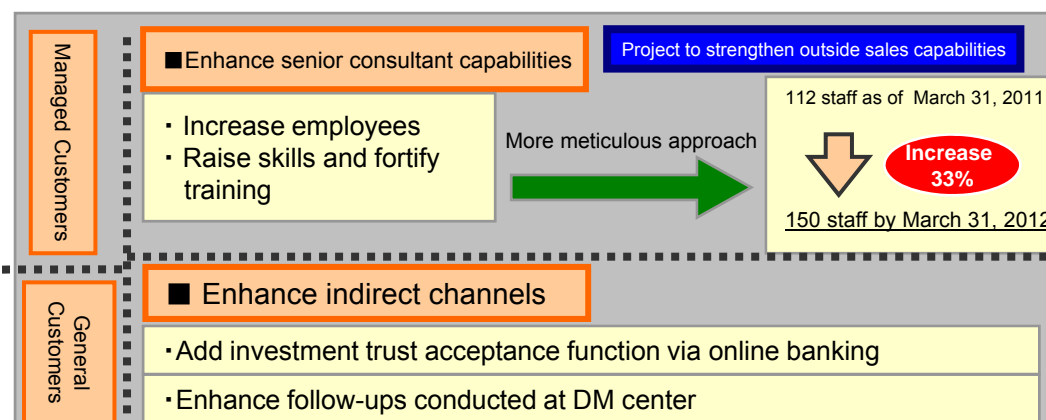 Managed Customers
■Enhance senior consultant capabilities
Project to strengthen outside sales capabilities
・Increase employees
・Raise skills and fortify
training
More meticulous approach
112 staff as of March 31, 2011
Increase
33%
150 staff by March 31, 2012
General
Customers
■ Enhance indirect channels
・Add investment trust acceptance function via online banking
・Enhance follow-ups conducted at DM center